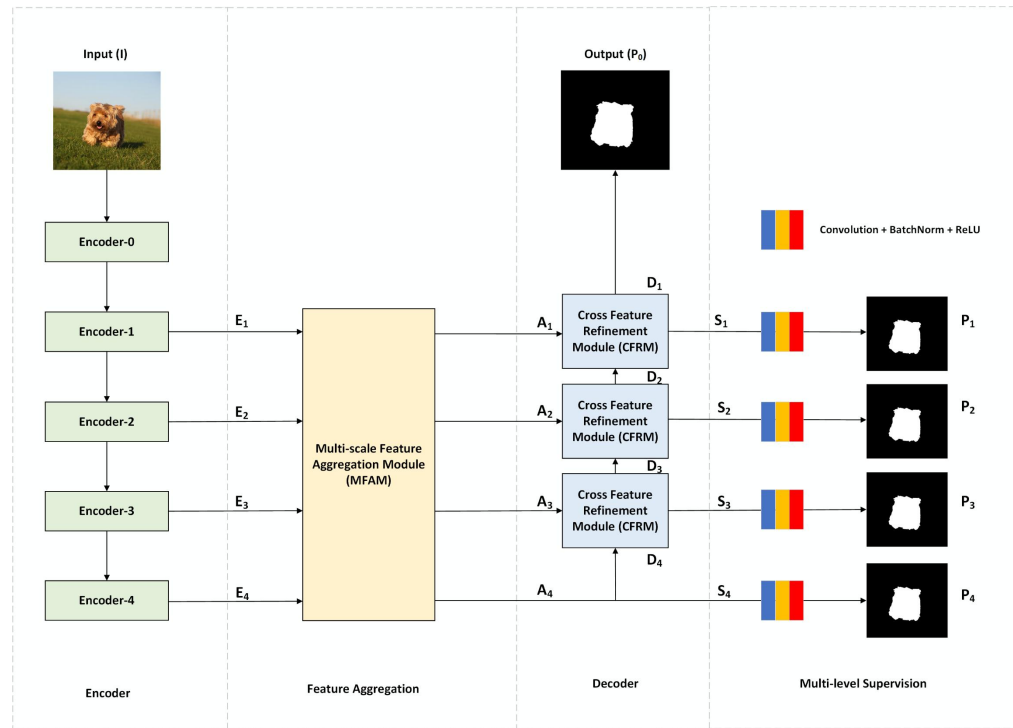 Input (I)
Output (P₀)
Encoder-0
Convolution + BatchNorm + ReLU
Encoder-1
E₁
A₁
D₁
Cross Feature
Refinement
Module (CFRM)
S₁
P₁
Encoder-2
E₂
A₂
D₂
Cross Feature
Refinement
Module (CFRM)
S₂
P₂
Multi-scale Feature
Aggregation Module
(MFAM)
Encoder-3
E₃
A₃
D₃
Cross Feature
Refinement
Module (CFRM)
S₃
P₃
D₄
Encoder-4
E₄
A₄
S₄
P₄
Encoder
Feature Aggregation
Decoder
Multi-level Supervision